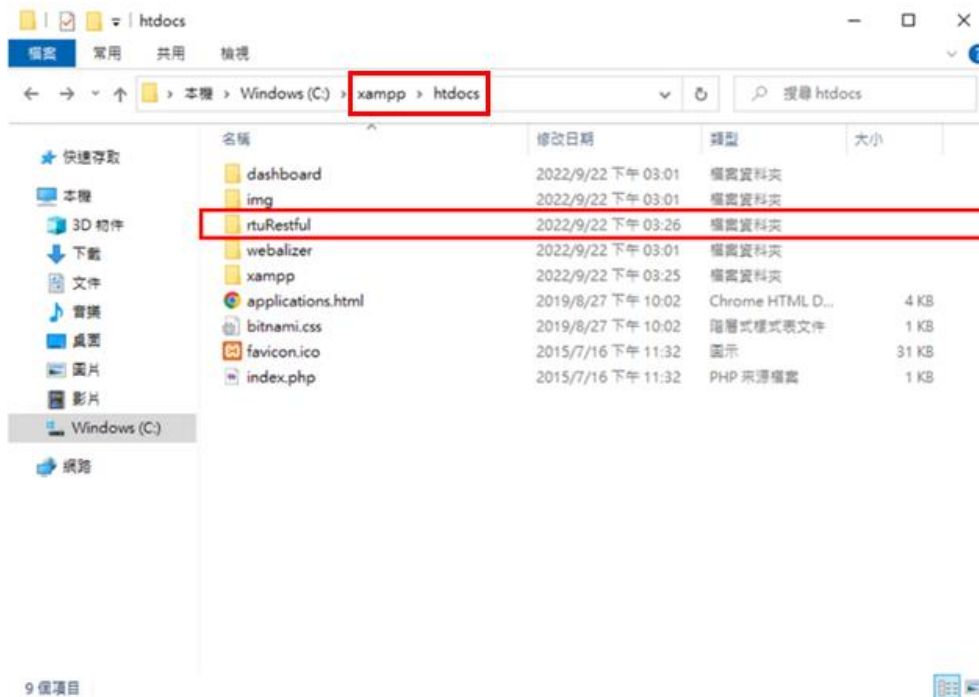 htdocs
檔案 常用 共用 檢視
本機 Windows (C:) xampp htdocs 搜尋 htdocs
名稱 修改日期 類型 大小
快速存取
本機
3D 物件
下載
文件
音樂
桌面
圖片
影片
Windows (C:)
網路
dashboard 2022/9/22 下午 03:01 檔案資料夾
img 2022/9/22 下午 03:01 檔案資料夾
rtuRestful 2022/9/22 下午 03:26 檔案資料夾
webalizer 2022/9/22 下午 03:01 檔案資料夾
xampp 2022/9/22 下午 03:25 檔案資料夾
applications.html 2019/8/27 下午 10:02 Chrome HTML D... 4 KB
bitnami.css 2019/8/27 下午 10:02 階層式樣式表文件 1 KB
favicon.ico 2015/7/16 下午 11:32 圖示 31 KB
index.php 2015/7/16 下午 11:32 PHP 來源檔案 1 KB
9 個項目